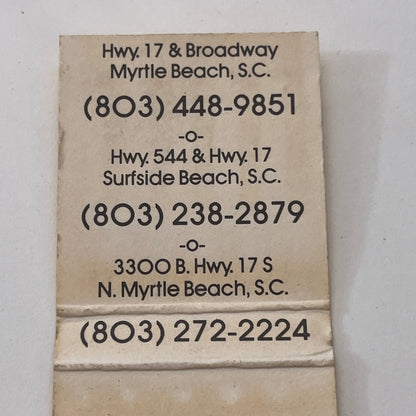 Hwy. 17 & Broadway
Myrtle Beach, S.C.
(803) 448-9851
-o-
Hwy. 544 & Hwy. 17
Surfside Beach, S.C.
(803) 238-2879
-o-
3300 B. Hwy. 17 S
N. Myrtle Beach, S.C.
(803) 272-2224